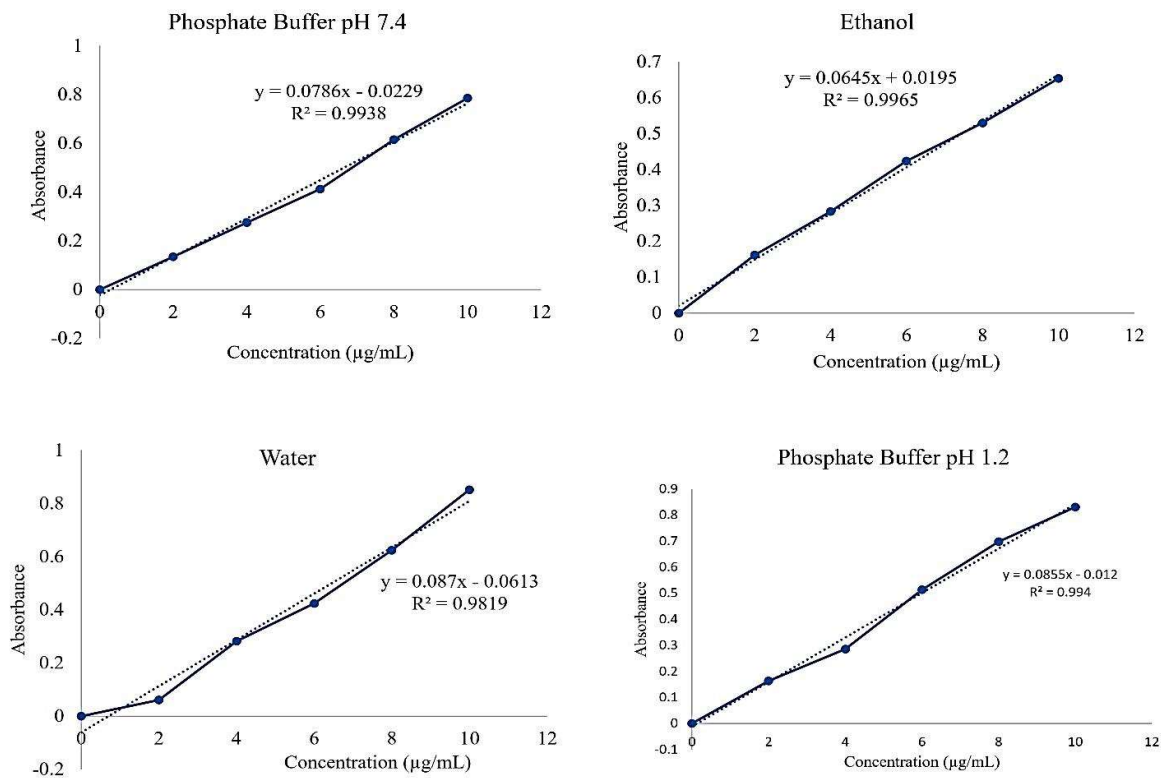 Phosphate Buffer pH 7.4
1
0.8
0.6
0.4
0.2
0
-0.2
y = 0.0786x - 0.0229
R² = 0.9938
Absorbance
0 2 4 6 8 10 12
Concentration (µg/mL)
Ethanol
0.7
0.6
0.5
0.4
0.3
0.2
0.1
0
y = 0.0645x + 0.0195
R² = 0.9965
Absorbance
0 2 4 6 8 10 12
Concentration (µg/mL)
Water
1
0.8
0.6
0.4
0.2
0
-0.2
y = 0.087x - 0.0613
R² = 0.9819
Absorbance
0 2 4 6 8 10 12
Concentration (µg/mL)
Phosphate Buffer pH 1.2
0.9
0.8
0.7
0.6
0.5
0.4
0.3
0.2
0.1
0
-0.1
y = 0.0855x - 0.012
R² = 0.994
Absorbance
0 2 4 6 8 10 12
Concentration (µg/mL)